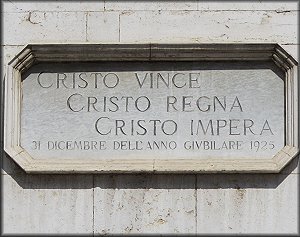 CRISTO VINCE
CRISTO REGNA
CRISTO IMPERA
31 DICEMBRE DELL'ANNO GIVBILARE 1925